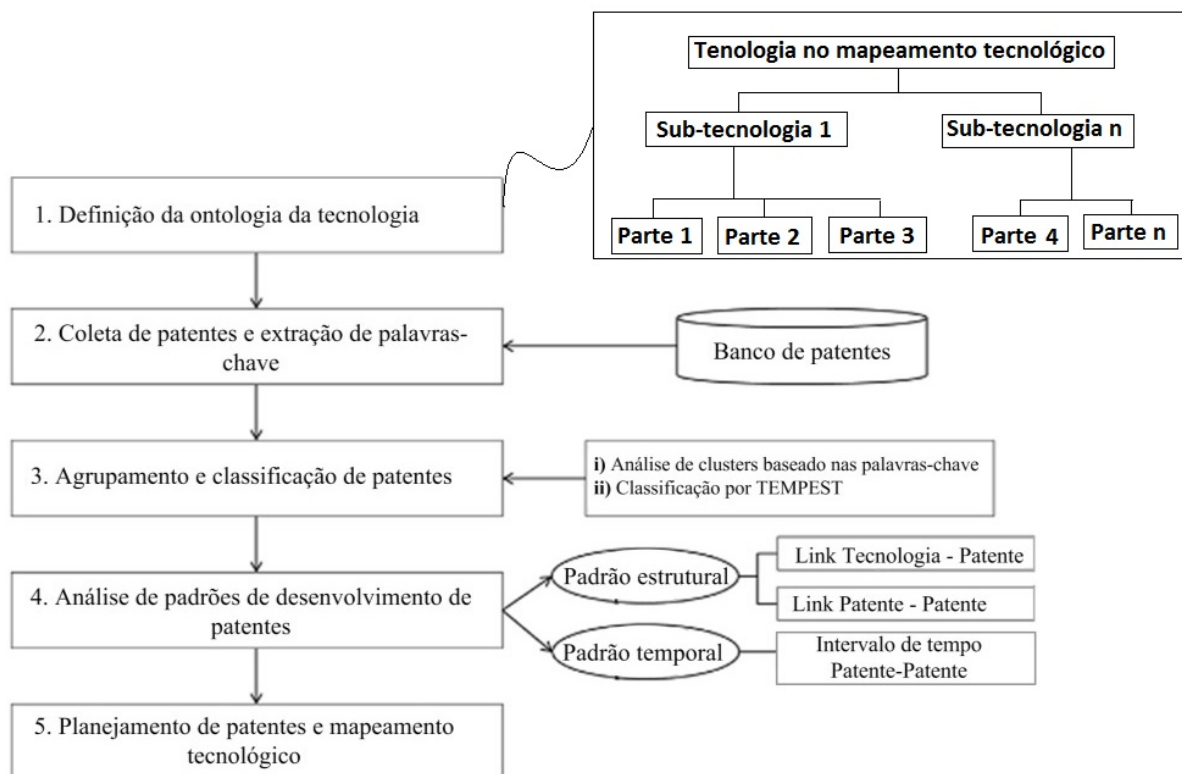 Tenologia no mapeamento tecnológico
Sub-tecnologia 1
Sub-tecnologia n
Parte 1
Parte 2
Parte 3
Parte 4
Parte n
1. Definição da ontologia da tecnologia
2. Coleta de patentes e extração de palavras-
chave
Banco de patentes
3. Agrupamento e classificação de patentes
i) Análise de clusters baseado nas palavras-chave
ii) Classificação por TEMPEST
4. Análise de padrões de desenvolvimento de
patentes
Padrão estrutural
Link Tecnologia - Patente
Link Patente - Patente
Padrão temporal
Intervalo de tempo
Patente-Patente
5. Planejamento de patentes e mapeamento
tecnológico